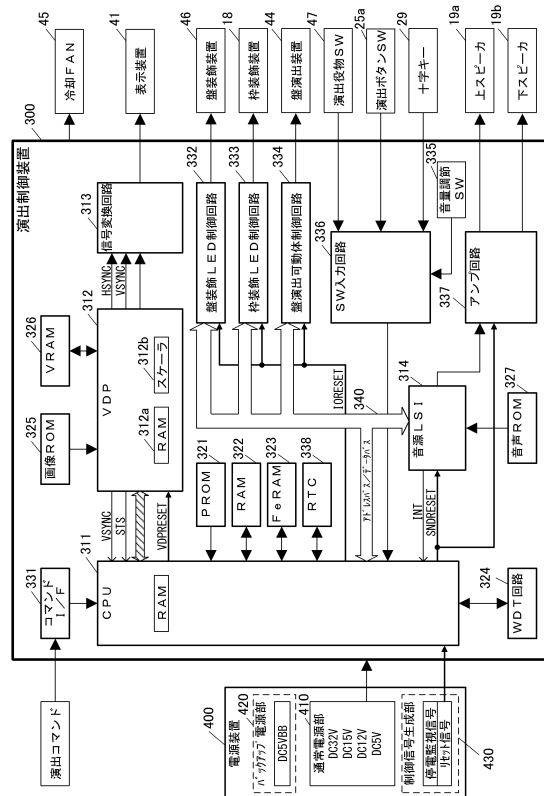 演出制御装置
300
演出コマンド
331
コマンド
I/F
311
CPU
RAM
VSYNC
STS
VDPRESET
画像ROM
325
VRAM
326
VDP
312
RAM
312a
スケーラ
312b
HSYNC
VSYNC
信号変換回路
313
冷却FAN
45
表示装置
41
PROM
321
RAM
322
FeRAM
323
RTC
338
盤装飾LED制御回路
332
枠装飾LED制御回路
333
盤演出可動体制御回路
334
盤装飾装置
46
枠装飾装置
18
盤演出装置
44
IORESET
340
アドレスバス/データバス
SW入力回路
336
音量調節
SW
335
演出役物SW
47
演出ボタンSW
25a
十字キー
29
INT
SNDRESET
音源LSI
314
音声ROM
327
アンプ回路
337
上スピーカ
19a
下スピーカ
19b
WDT回路
324
400
電源装置
420
バックアップ電源部
DC5VBB
410
通常電源部
DC32V
DC15V
DC12V
DC5V
制御信号生成部
停電監視信号
リセット信号
430